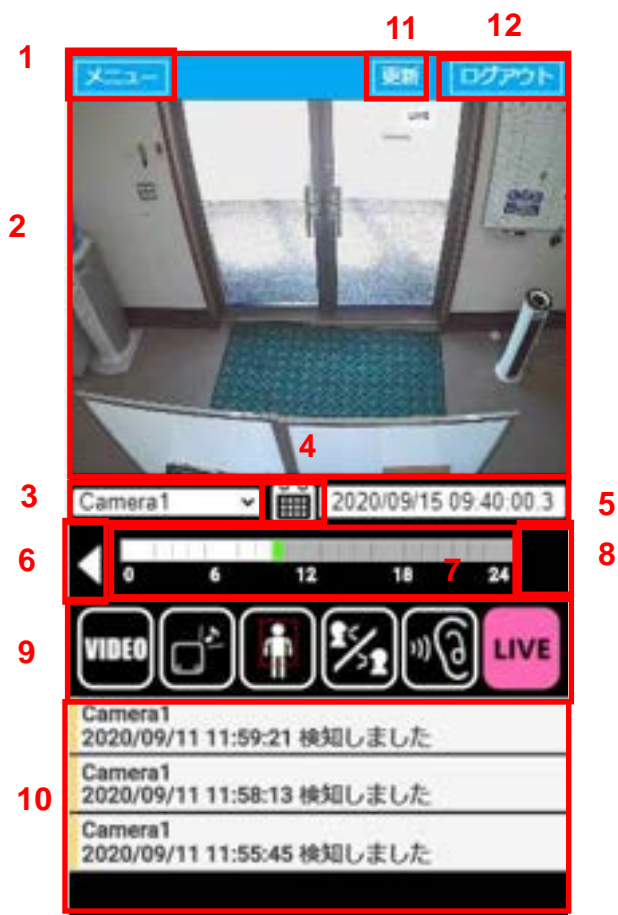 11
12
1
メニュー
更新
ログアウト
LIVE
2
4
3
Camera1
2020/09/15 09:40:00.3
5
6
0 6 12 18 24
7
8
9
VIDEO
LIVE
Camera1
2020/09/11 11:59:21 検知しました
10
Camera1
2020/09/11 11:58:13 検知しました
Camera1
2020/09/11 11:55:45 検知しました